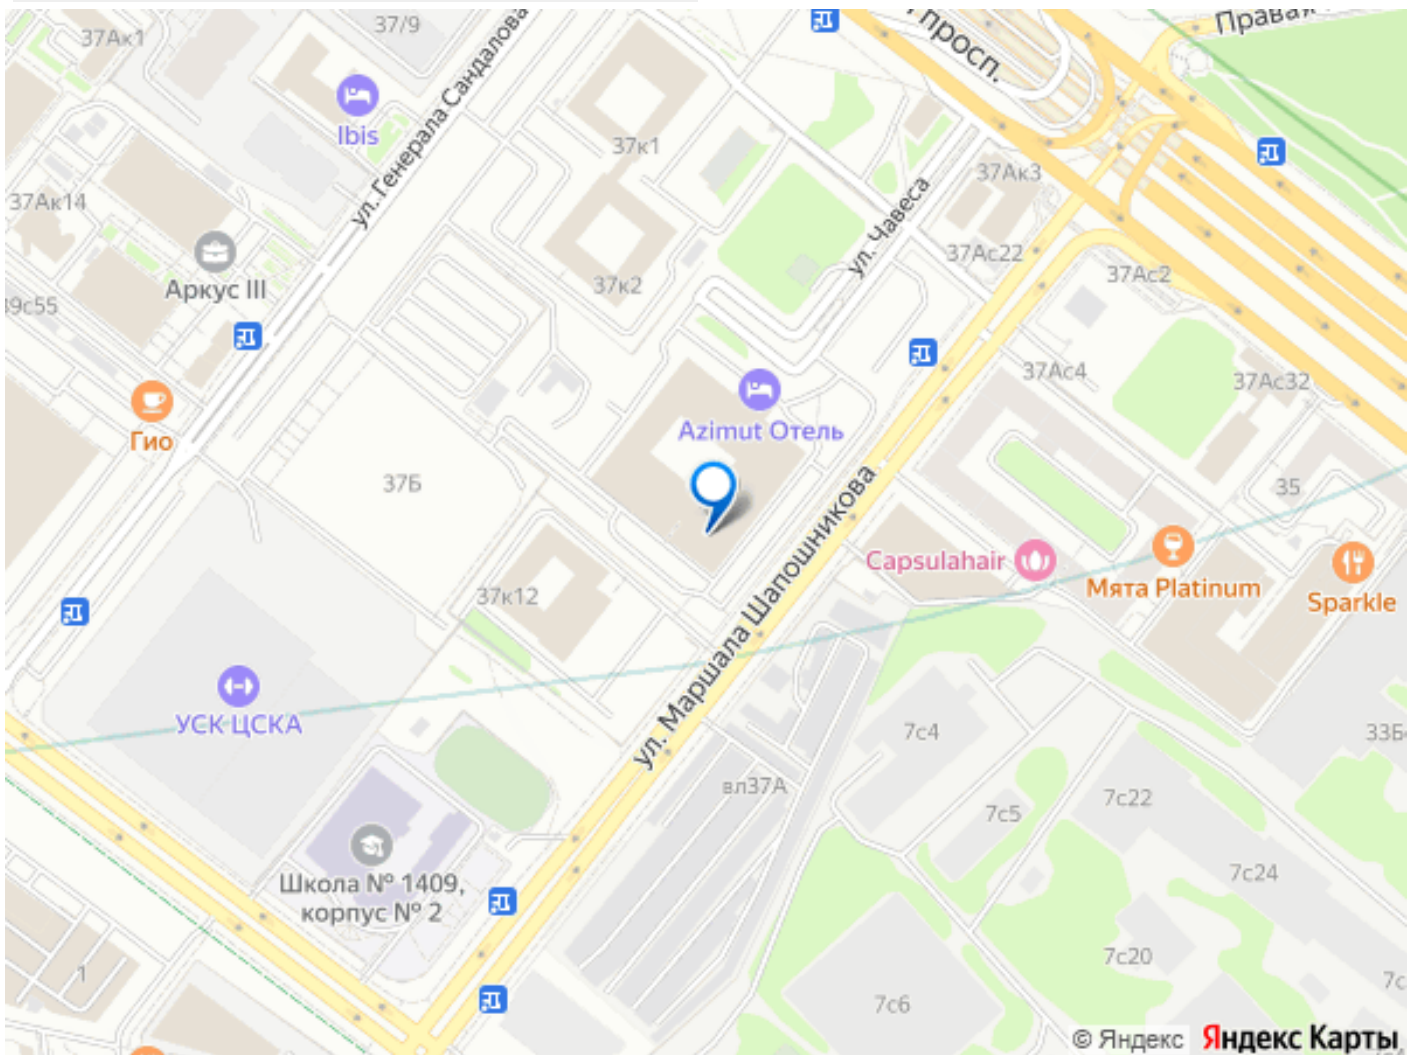 37Ак1
37/9
ул. Генерала Сандалова
Ibis
37к1
просп.
Правая
37Ак3
37Ак14
ул. Чавеса
37Ас22
Аркус III
37к2
37Ас2
37Ас4
37Ас32
Гио
Azimut Отель
37Б
35
ул. Маршала Шапошникова
Capsulahair
Мята Platinum
Sparkle
37к12
УСК ЦСКА
7с4
33Б
вл37А
7с5
7с22
Школа № 1409,
корпус № 2
7с24
1
7с20
7с6
© Яндекс Яндекс Карты